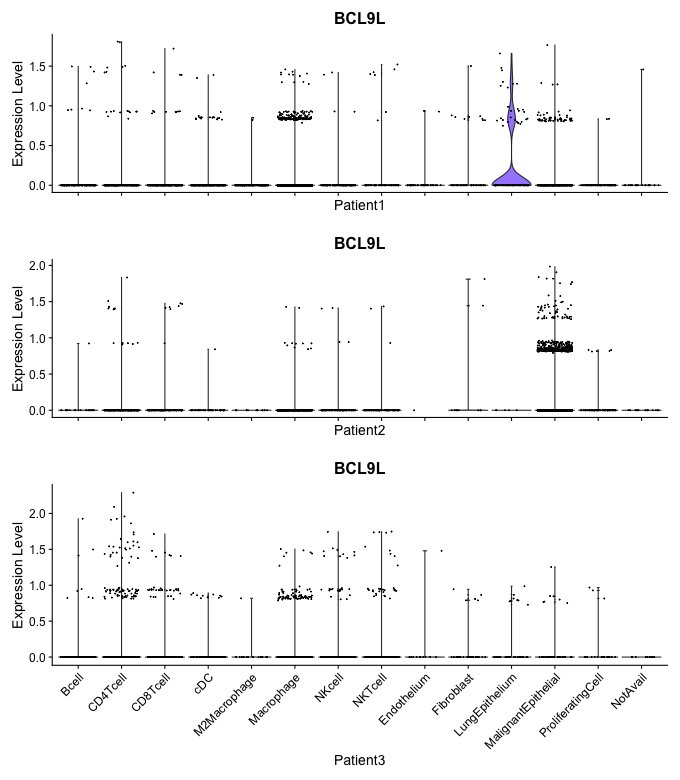 BCL9L
Expression Level
1.5
1.0
0.5
0.0
Patient1
BCL9L
Expression Level
2.0
1.5
1.0
0.5
0.0
Patient2
BCL9L
Expression Level
2.0
1.5
1.0
0.5
0.0
Bcell
CD4Tcell
CD8Tcell
cDC
M2Macrophage
Macrophage
NKcell
NKTcell
Endothelium
Fibroblast
LungEpithelium
MalignantEpithelial
ProliferatingCell
NotAvail
Patient3